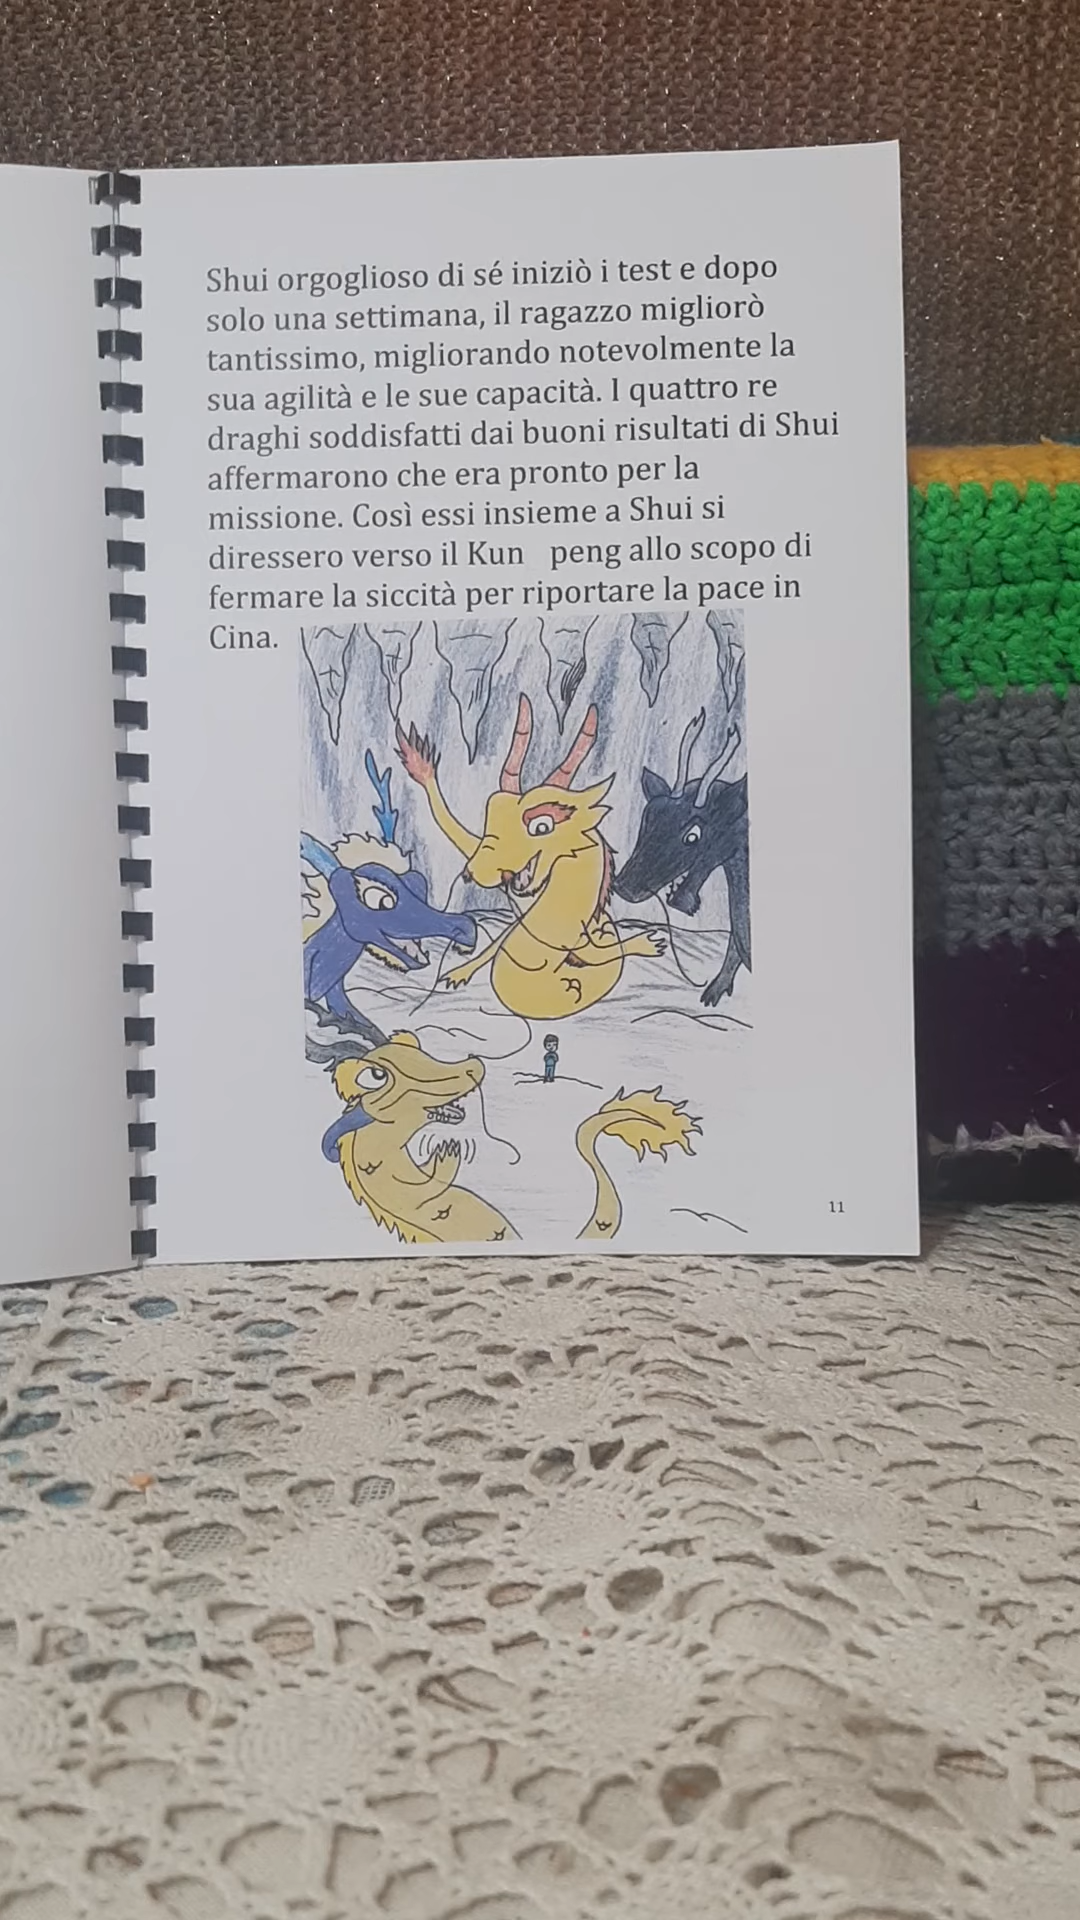 Shui orgoglioso di sé iniziò i test e dopo
solo una settimana, il ragazzo migliorò
tantissimo, migliorando notevolmente la
sua agilità e le sue capacità. I quattro re
draghi soddisfatti dai buoni risultati di Shui
affermarono che era pronto per la
missione. Così essi insieme a Shui si
diressero verso il Kun peng allo scopo di
fermare la siccità per riportare la pace in
Cina.
11